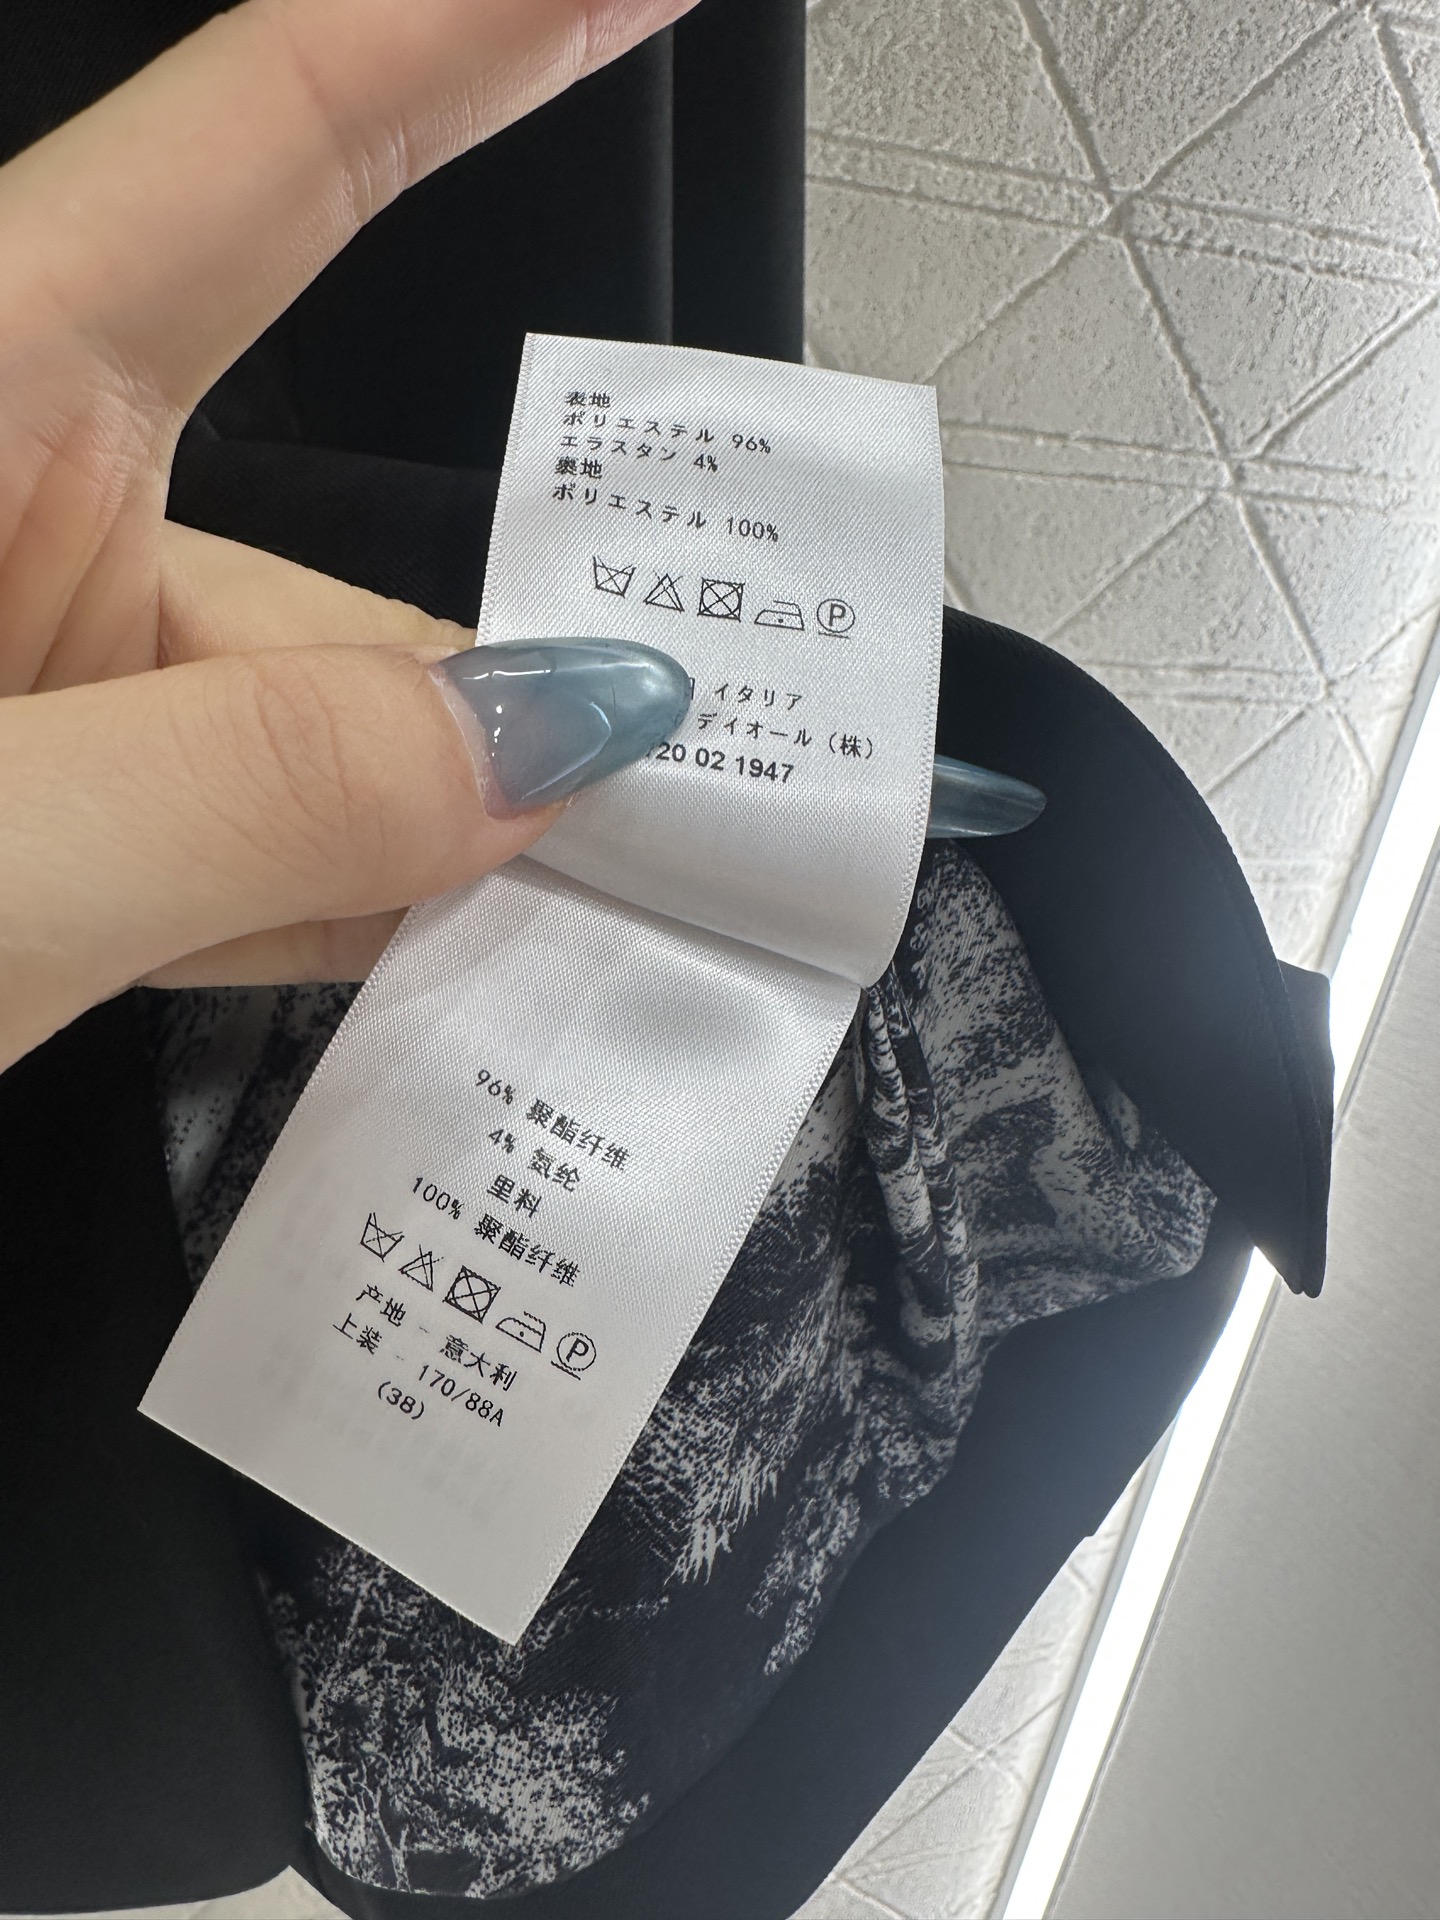 表地
ポリエステル 96%
エラスタン 4%
裏地
ポリエステル 100%
P
イタリア
ディオール (株)
20 02 1947
96% 聚酯纤维
4% 氨纶
里料
100% 聚酯纤维
P
产地 - 意大利
上装 - 170/88A
(38)